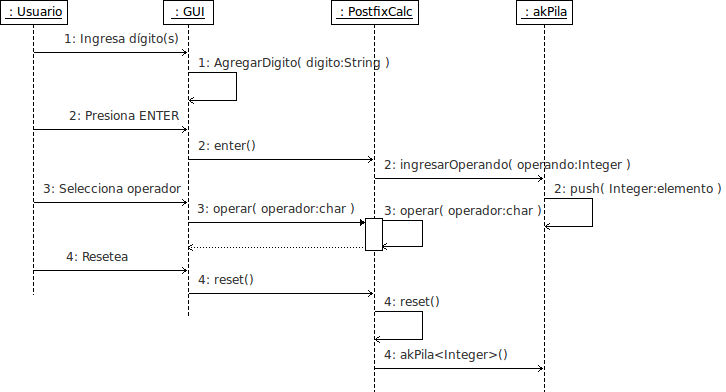 : Usuario
: GUI
: PostfixCalc
: akPila
1: Ingresa dígito(s)
1: AgregarDigito( digito:String )
2: Presiona ENTER
2: enter()
2: ingresarOperando( operando:Integer )
3: Selecciona operador
2: push( Integer:elemento )
3: operar( operador:char )
3: operar( operador:char )
4: Resetea
4: reset()
4: reset()
4: akPila<Integer>()